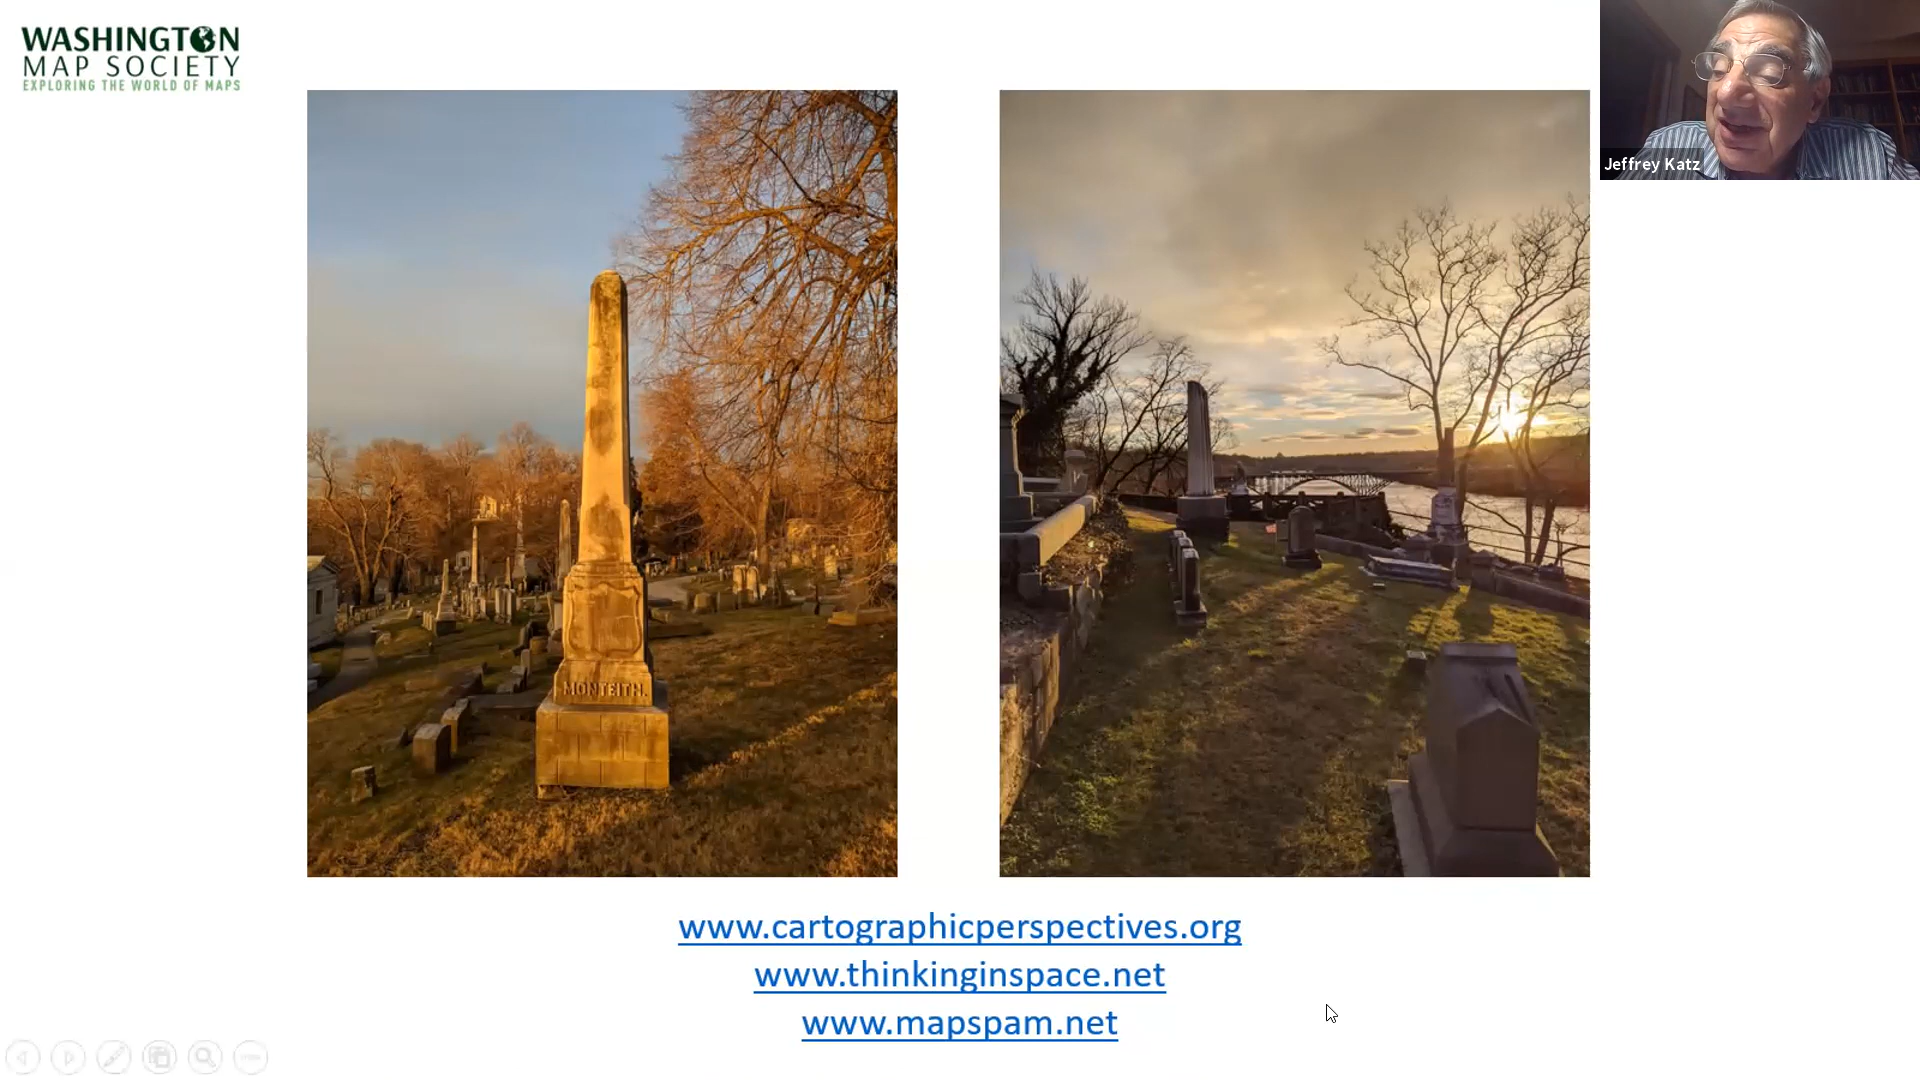 WASHINGTON
MAP SOCIETY
EXPLORING THE WORLD OF MAPS
Jeffrey Katz
MONTEITH.
www.cartographicperspectives.org
www.thinkinginspace.net
www.mapspam.net